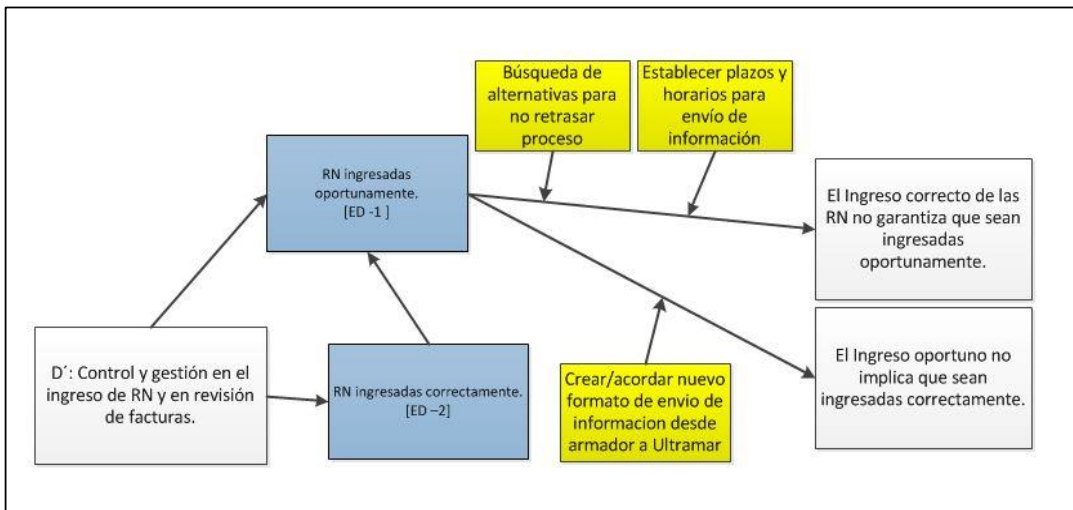 Búsqueda de
alternativas para
no retrasar
proceso
Establecer plazos y
horarios para
envío de
información
RN ingresadas
oportunamente.
[ED -1 ]
El Ingreso correcto de las
RN no garantiza que sean
ingresadas
oportunamente.
D´: Control y gestión en el
ingreso de RN y en revisión
de facturas.
RN ingresadas correctamente.
[ED –2]
Crear/acordar nuevo
formato de envio de
informacion desde
armador a Ultramar
El Ingreso oportuno no
implica que sean
ingresadas correctamente.